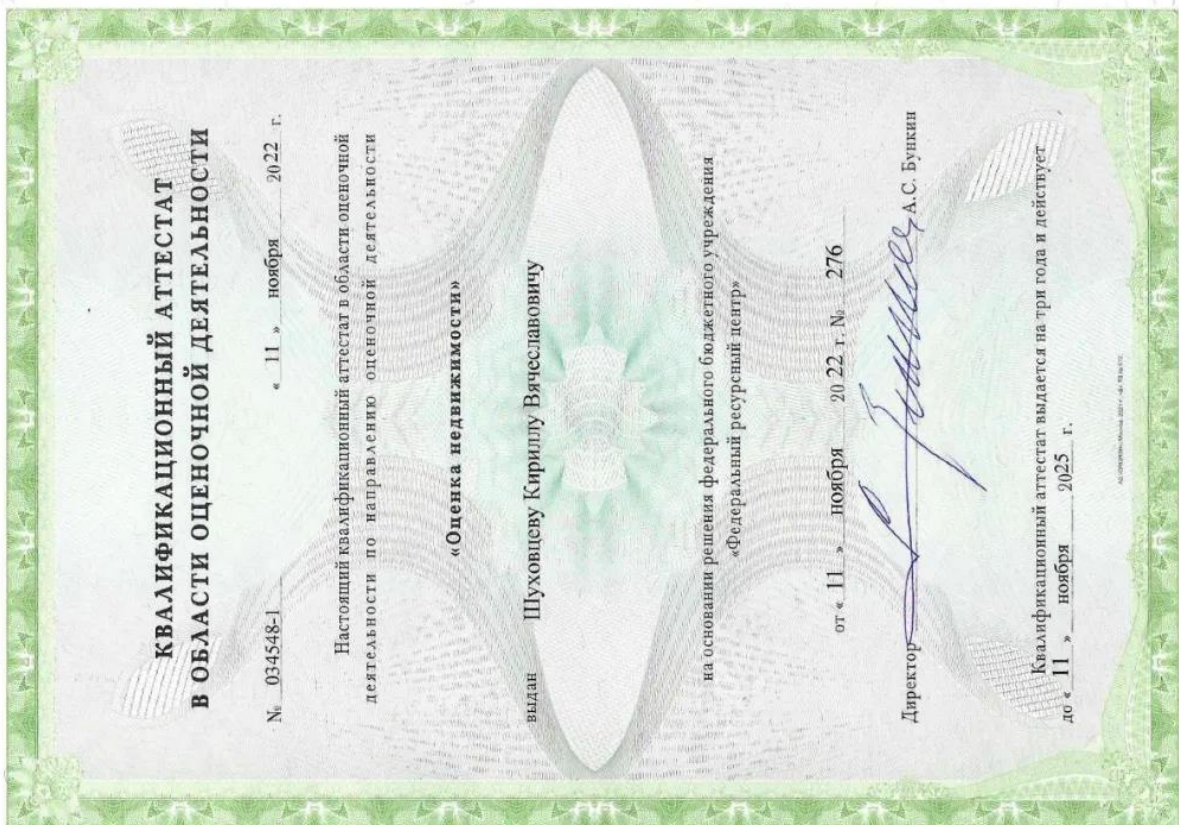 КВАЛИФИКАЦИОННЫЙ АТТЕСТАТ
В ОБЛАСТИ ОЦЕНОЧНОЙ ДЕЯТЕЛЬНОСТИ
№ 034548-1 « 11 » ноября 2022 г.
Настоящий квалификационный аттестат в области оценочной
деятельности по направлению оценочной деятельности
«Оценка недвижимости»
выдан Шуховцеву Кириллу Вячеславовичу
на основании решения федерального бюджетного учреждения
«Федеральный ресурсный центр»
от « 11 » ноября 20 22 г. № 276
Директор А.С. Бункин
Квалификационный аттестат выдается на три года и действует
до « 11 » ноября 2025 г.